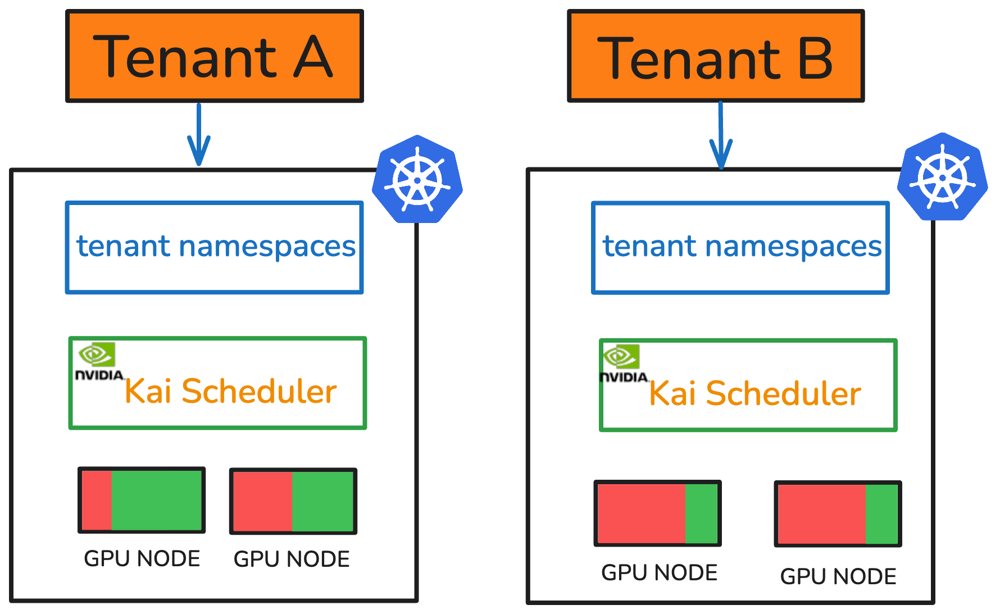 Tenant A
Tenant B
tenant namespaces
tenant namespaces
NVIDIA.
Kai Scheduler
NVIDIA.
Kai Scheduler
GPU NODE
GPU NODE
GPU NODE
GPU NODE